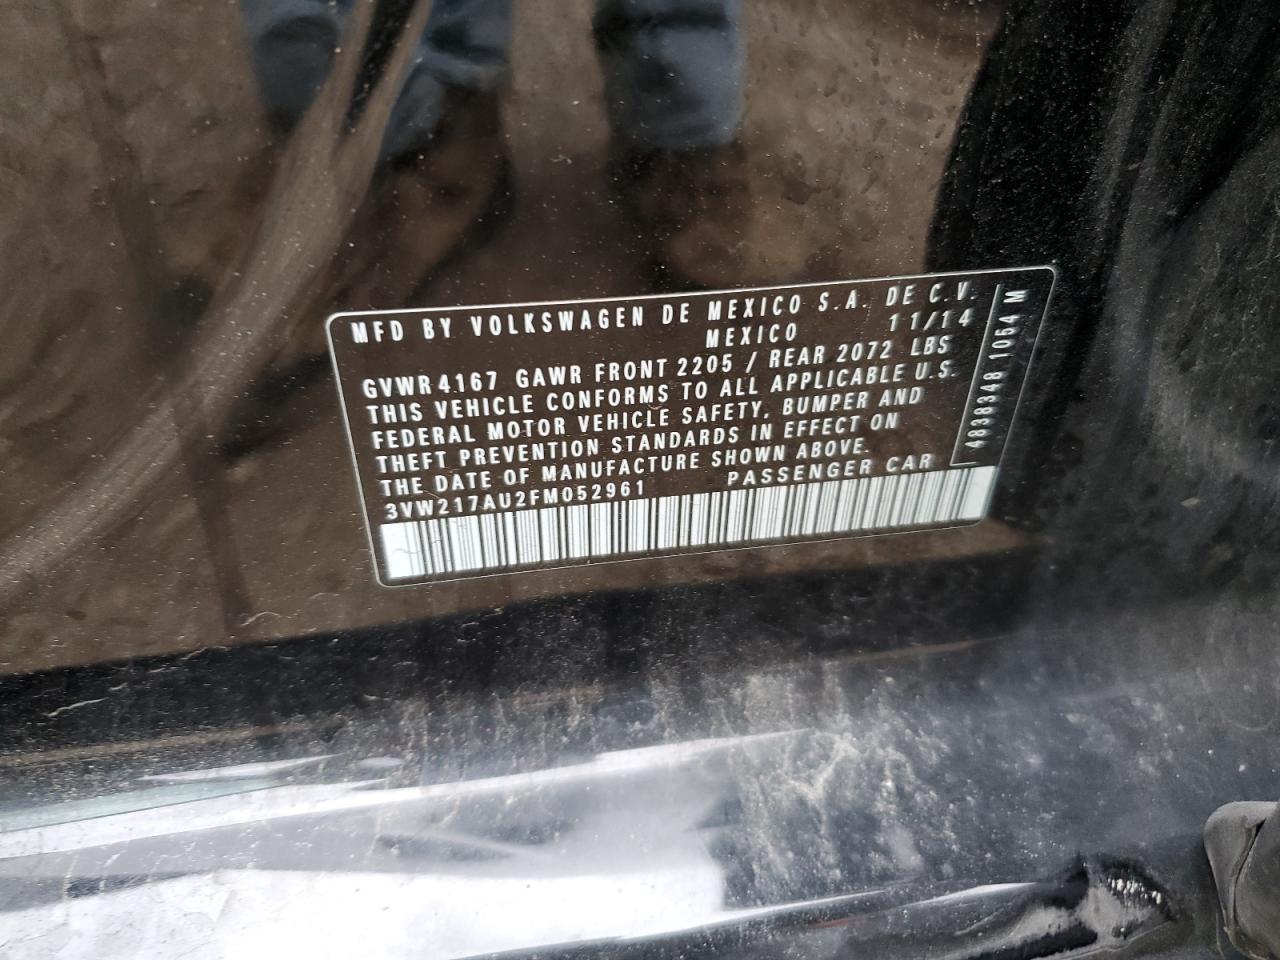 MFD BY VOLKSWAGEN DE MEXICO S.A. DE C.V.
MEXICO 11/14
GVWR 4167 GAWR FRONT 2205 / REAR 2072 LBS
THIS VEHICLE CONFORMS TO ALL APPLICABLE U.S.
FEDERAL MOTOR VEHICLE SAFETY, BUMPER AND
THEFT PREVENTION STANDARDS IN EFFECT ON
THE DATE OF MANUFACTURE SHOWN ABOVE.
3VW217AU2FM052961 PASSENGER CAR
4838348 1054 M